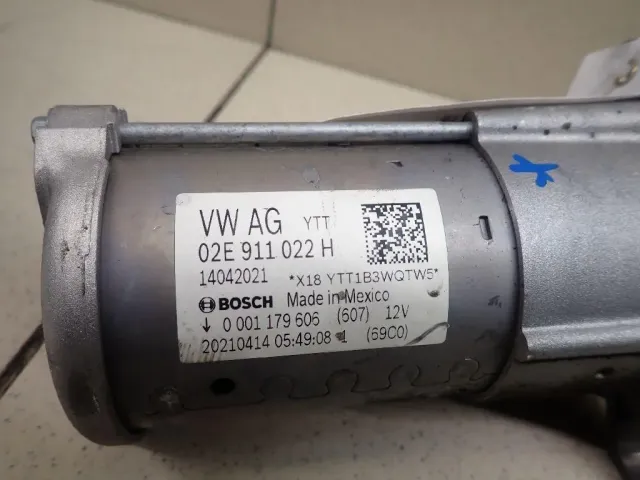 VW AG YTT
02E 911 022 H
14042021 *X18 YTT1B3WQTW5*
BOSCH Made in Mexico
↓ 0 001 179 606 (607) 12V
20210414 05:49:08 1 (69C0)